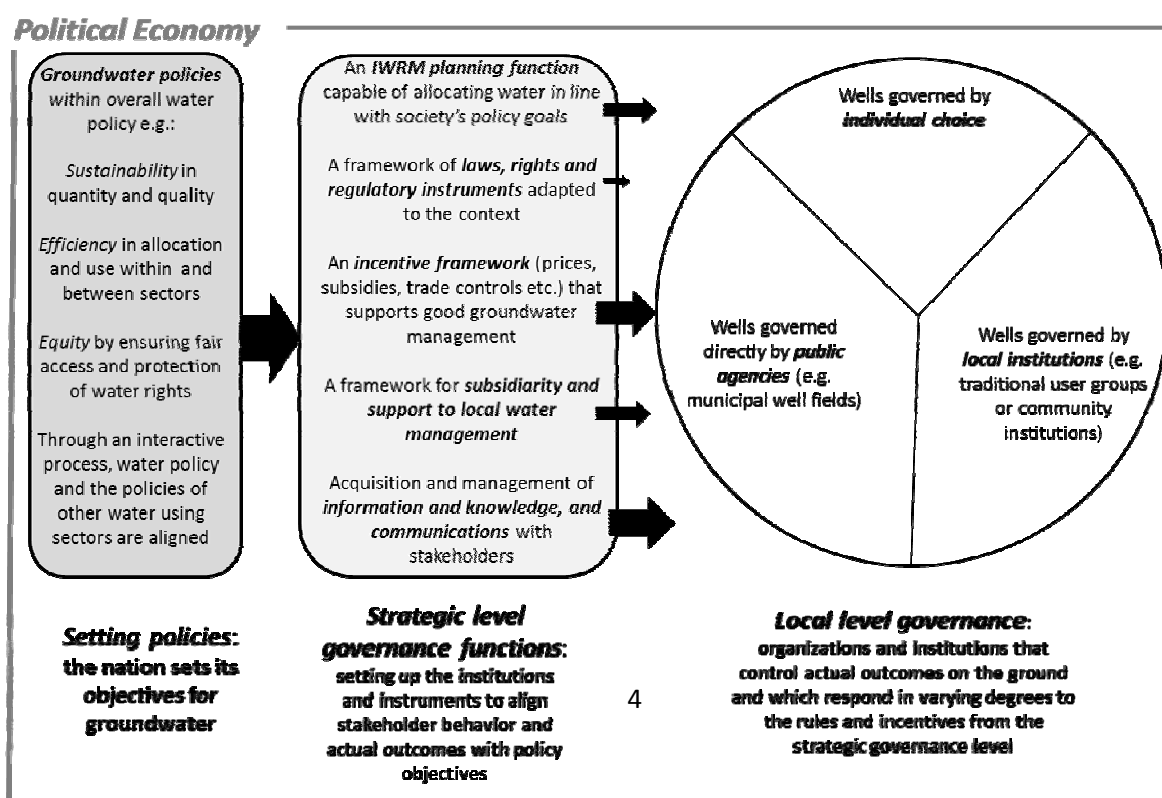 Political Economy
Groundwater policies
within overall water
policy e.g.:
Sustainability in
quantity and quality
Efficiency in allocation
and use within and
between sectors
Equity by ensuring fair
access and protection
of water rights
Through an interactive
process, water policy
and the policies of
other water using
sectors are aligned
An IWRM planning function
capable of allocating water in line
with society's policy goals
A framework of laws, rights and
regulatory instruments adapted
to the context
An incentive framework (prices,
subsidies, trade controls etc.) that
supports good groundwater
management
A framework for subsidiarity and
support to local water
management
Acquisition and management of
information and knowledge, and
communications with
stakeholders
Wells governed by
individual choice
Wells governed
directly by public
agencies (e.g.
municipal well fields)
Wells governed by
local institutions (e.g.
traditional user groups
or community
institutions)
Setting policies:
the nation sets its
objectives for
groundwater
Strategic level
governance functions:
setting up the institutions
and instruments to align
stakeholder behavior and
actual outcomes with policy
objectives
4
Local level governance:
organizations and institutions that
control actual outcomes on the ground
and which respond in varying degrees to
the rules and incentives from the
strategic governance level